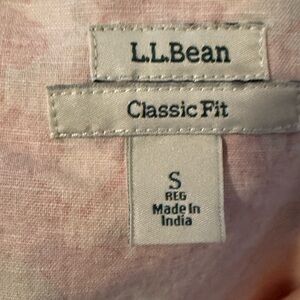 L.L.Bean
Classic Fit
S
REG
Made In
India